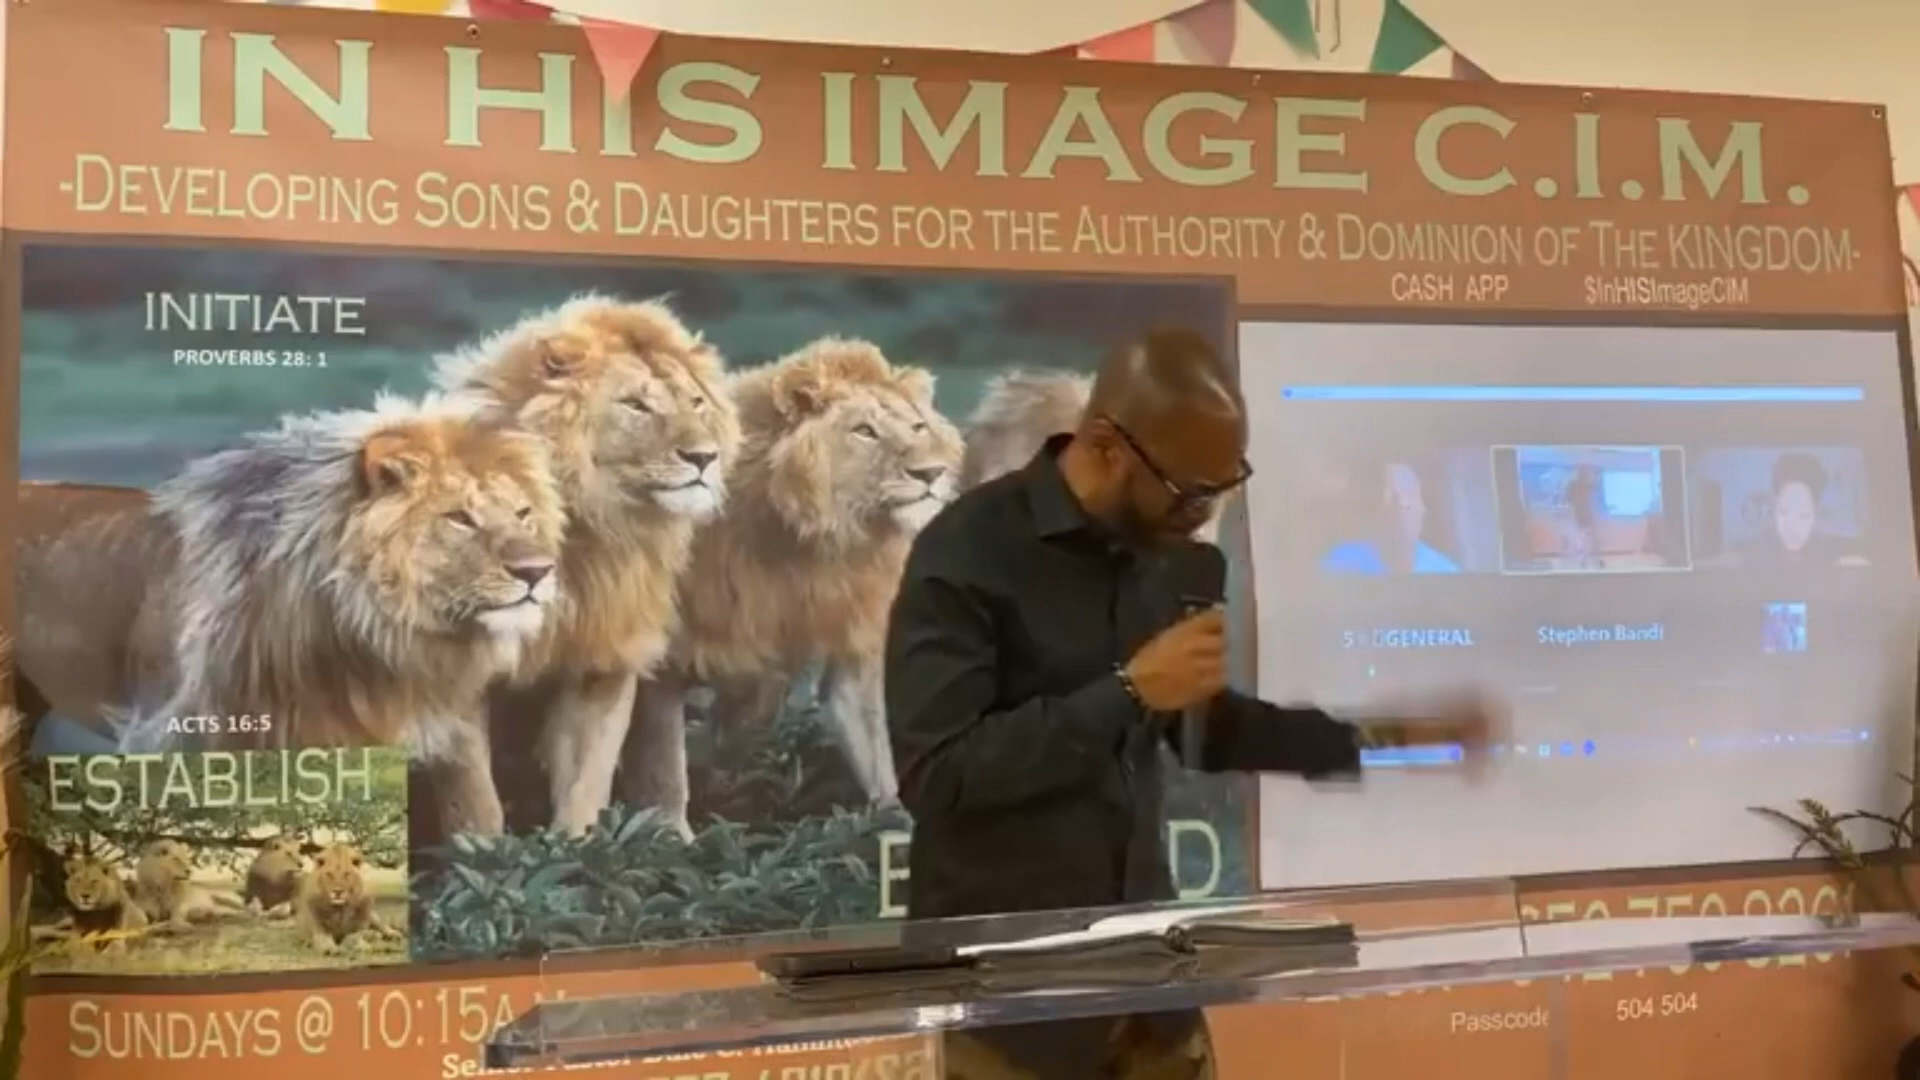 IN HIS IMAGE C.I.M.
-DEVELOPING SONS & DAUGHTERS FOR THE AUTHORITY & DOMINION OF THE KINGDOM-
CASH APP $InHISImageCIM
INITIATE
PROVERBS 28: 1
GENERAL
Stephen Bandi
ACTS 16:5
ESTABLISH
SUNDAYS @ 10:15A
Passcode 504 504